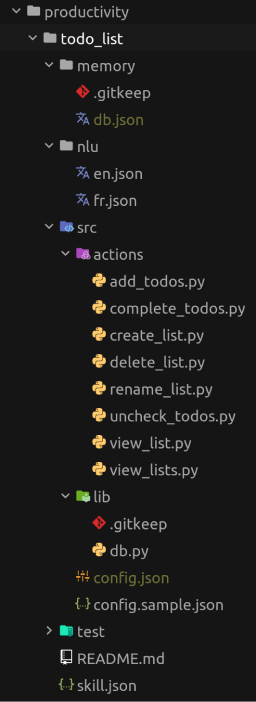 productivity
todo_list
memory
.gitkeep
db.json
nlu
en.json
fr.json
src
actions
add_todos.py
complete_todos.py
create_list.py
delete_list.py
rename_list.py
uncheck_todos.py
view_list.py
view_lists.py
lib
.gitkeep
db.py
config.json
config.sample.json
test
README.md
skill.json